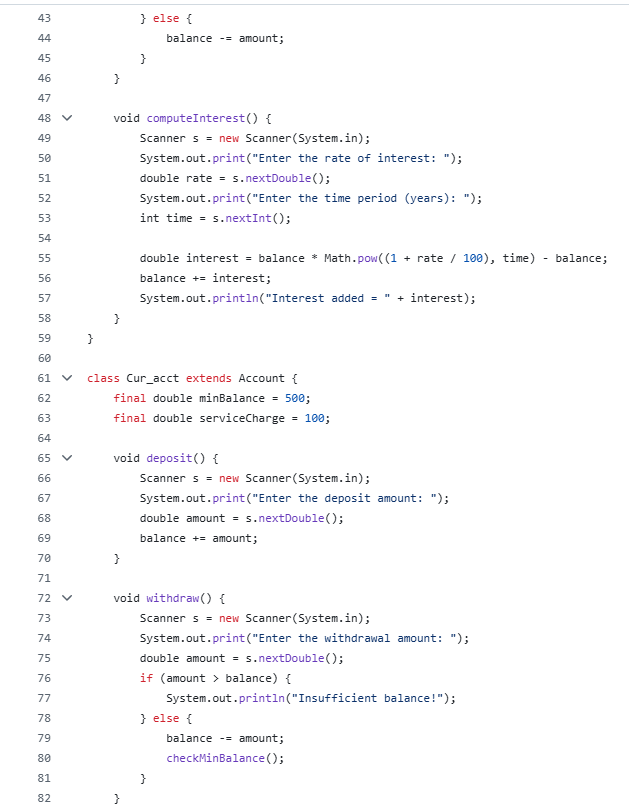 43 } else {
44 balance -= amount;
45 }
46 }
47
48 void computeInterest() {
49 Scanner s = new Scanner(System.in);
50 System.out.print("Enter the rate of interest: ");
51 double rate = s.nextDouble();
52 System.out.print("Enter the time period (years): ");
53 int time = s.nextInt();
54
55 double interest = balance * Math.pow((1 + rate / 100), time) - balance;
56 balance += interest;
57 System.out.println("Interest added = " + interest);
58 }
59 }
60
61 class Cur_acct extends Account {
62 final double minBalance = 500;
63 final double serviceCharge = 100;
64
65 void deposit() {
66 Scanner s = new Scanner(System.in);
67 System.out.print("Enter the deposit amount: ");
68 double amount = s.nextDouble();
69 balance += amount;
70 }
71
72 void withdraw() {
73 Scanner s = new Scanner(System.in);
74 System.out.print("Enter the withdrawal amount: ");
75 double amount = s.nextDouble();
76 if (amount > balance) {
77 System.out.println("Insufficient balance!");
78 } else {
79 balance -= amount;
80 checkMinBalance();
81 }
82 }